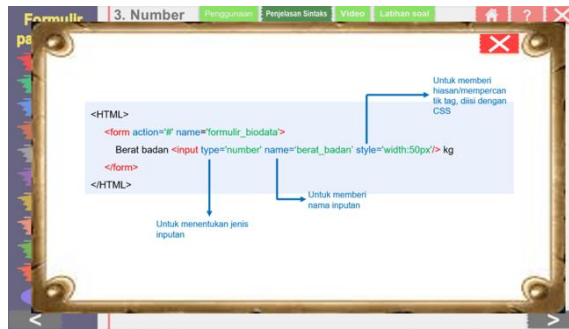 Formulir
pa
3. Number
Penggunaan
Penjelasan Sintaks
Video
Latihan soal
?
X
Untuk memberi
hiasan/mempercan
tik tag, diisi dengan
CSS
<HTML>
<form action='#' name='formulir_biodata'>
Berat badan <input type='number' name='berat_badan' style='width:50px'/> kg
</form>
</HTML>
Untuk memberi
nama inputan
Untuk menentukan jenis
inputan
<
>